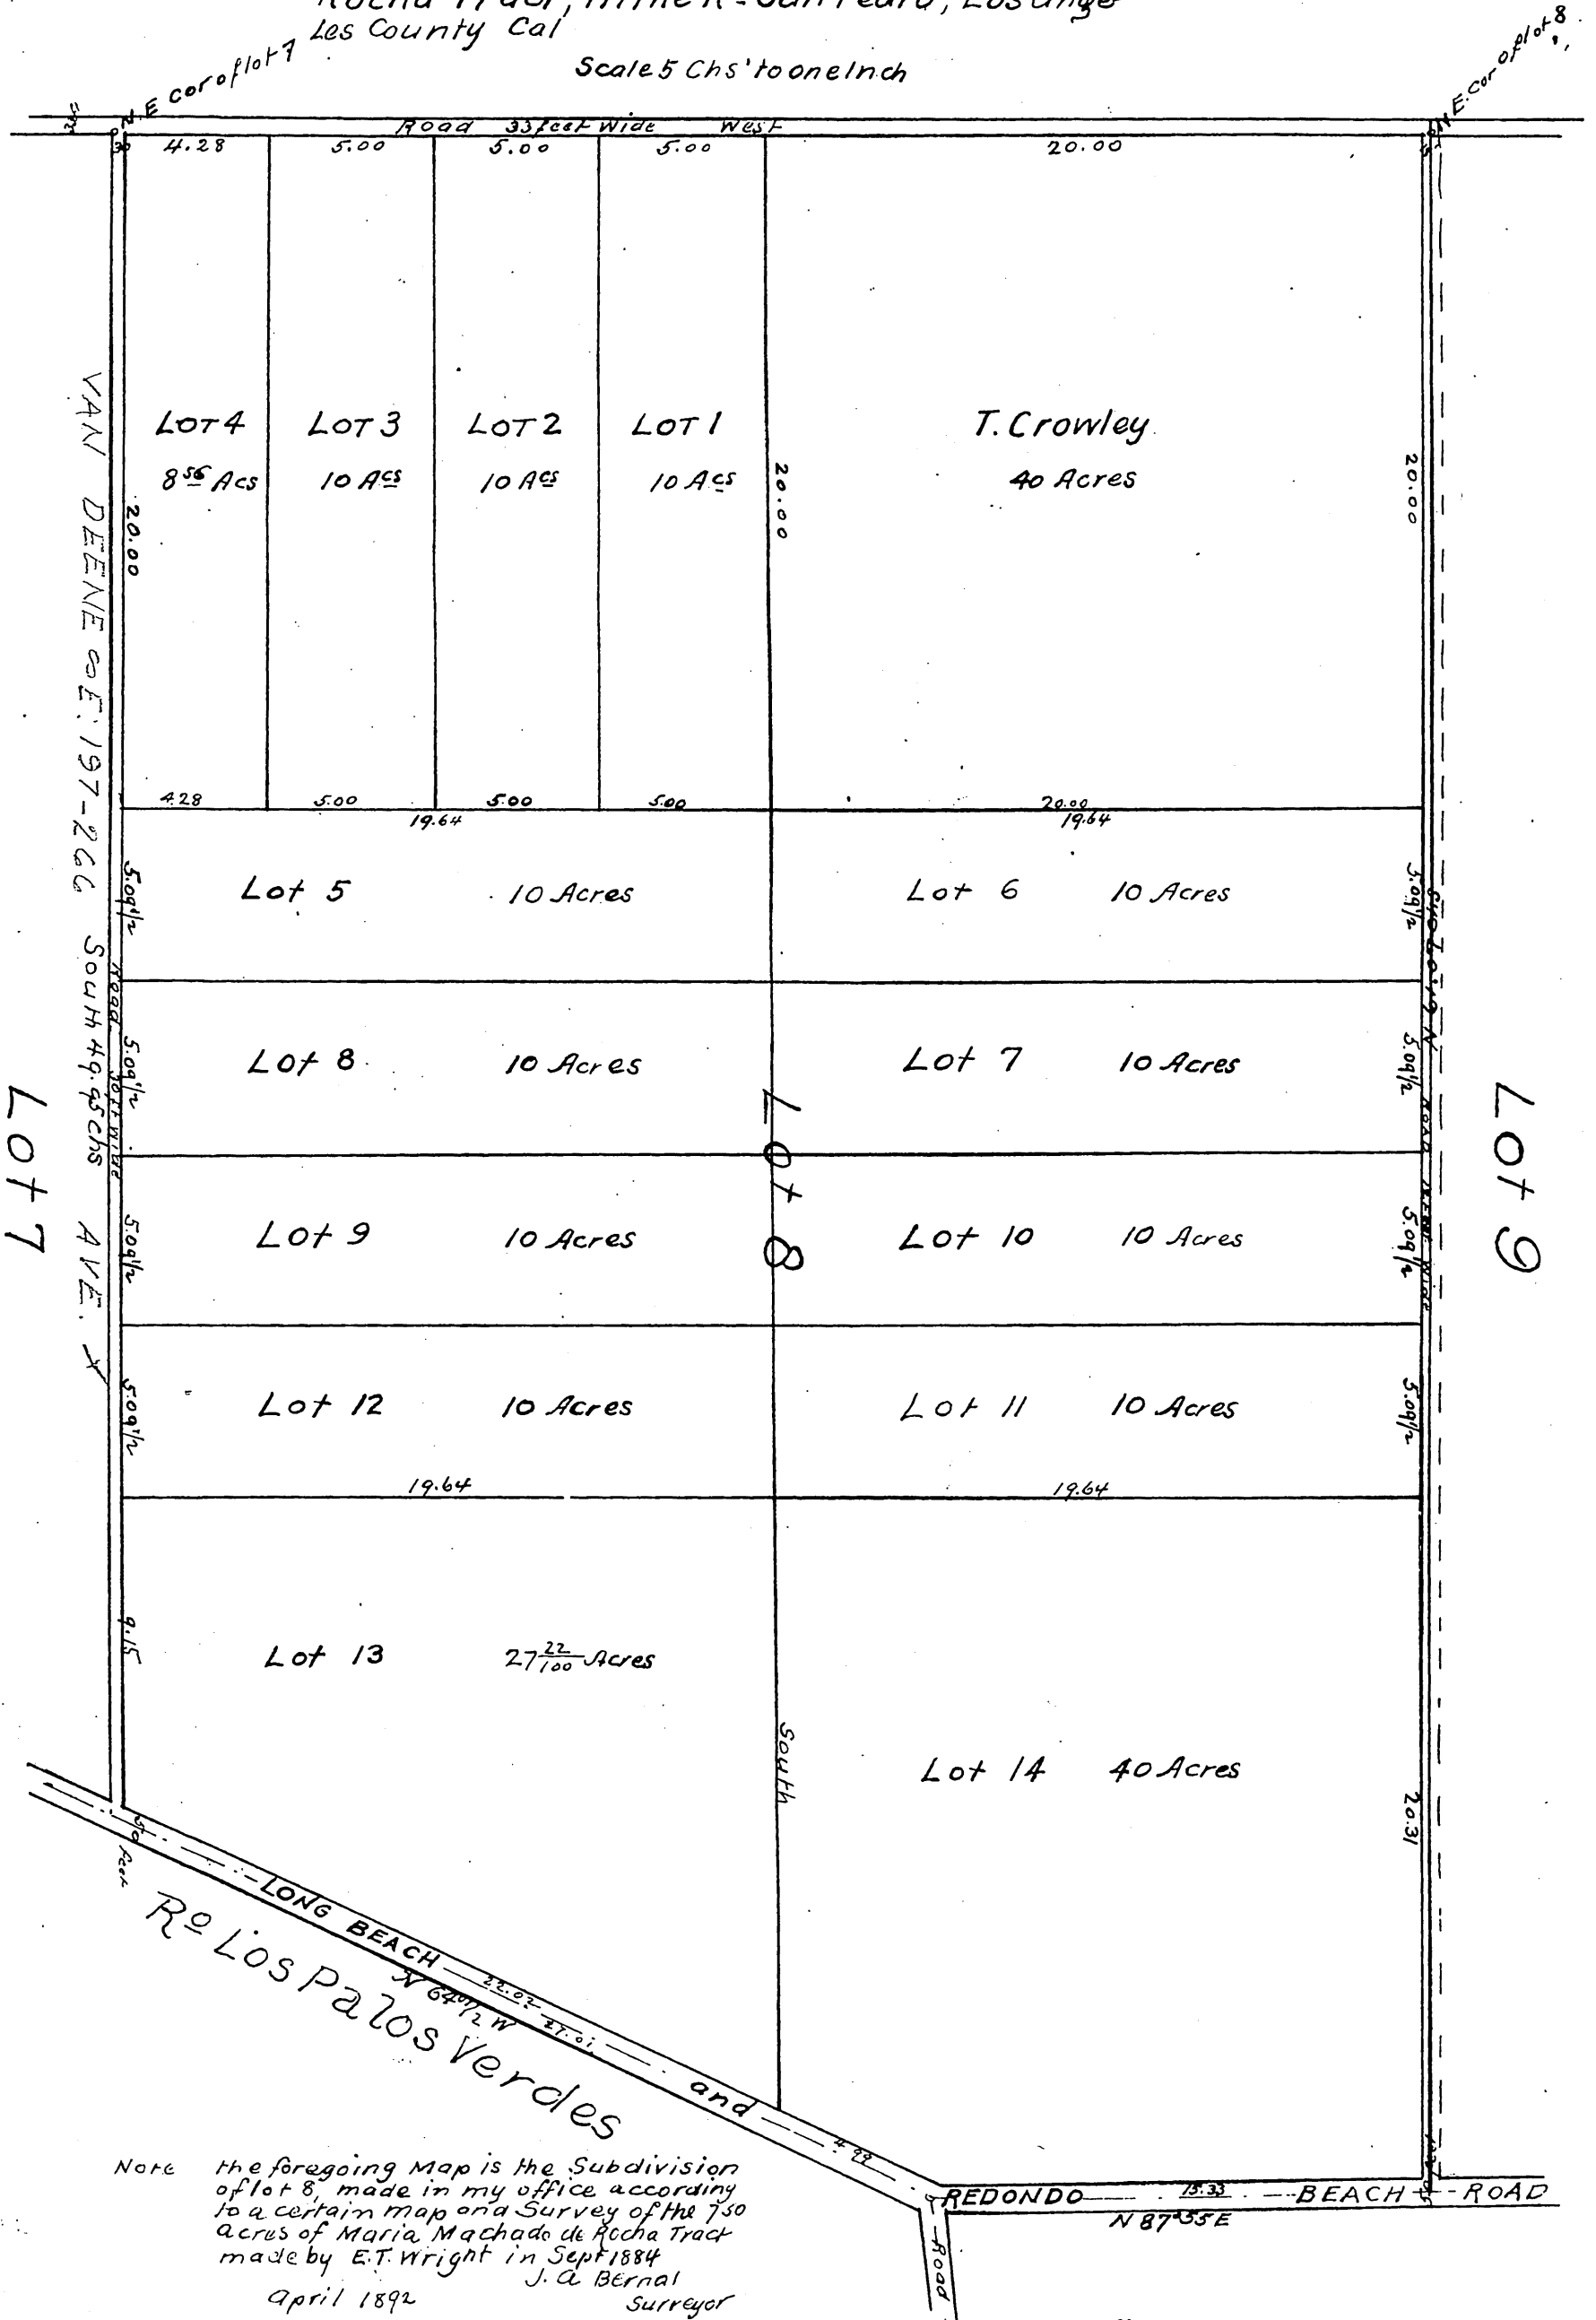 Les County Cal
Scale 5 Chs' to one Inch
E cor of lot 7
N.E. cor of lot 8
Road 33 feet Wide West
4.28 5.00 5.00 5.00 20.00
LOT 4 LOT 3 LOT 2 LOT 1 T. Crowley
8 56 Acs 10 Acs 10 Acs 10 Acs 40 Acres
20.00 20.00 20.00
4.28 5.00 5.00 5.00 20.00
19.64 19.64
VAN DEENE
197-266
South 49.95 chs
AVE.
Road
wide
5.09 1/2 Lot 5 10 Acres Lot 6 10 Acres 5.09 1/2
5.09 1/2 Lot 8 10 Acres Lot 7 10 Acres 5.09 1/2
Lot 7
Lot 8
Lot 9
5.09 1/2 Lot 9 10 Acres Lot 10 10 Acres 5.09 1/2
5.09 1/2 Lot 12 10 Acres Lot 11 10 Acres 5.09 1/2
19.64 19.64
9.15 Lot 13 27 22/100 Acres
South
Lot 14 40 Acres 20.31
50 feet
LONG BEACH 22.02 27.01 and 4.99
Ro Los Palos Verdes
REDONDO 15.33 BEACH ROAD
N 87° 55 E
Road
Note the foregoing Map is the Subdivision
of lot 8, made in my office according
to a certain map and Survey of the 750
acres of Maria Machado de Rocha Tract
made by E.T. Wright in Sept 1884
J. A Bernal
April 1892 Surveyor